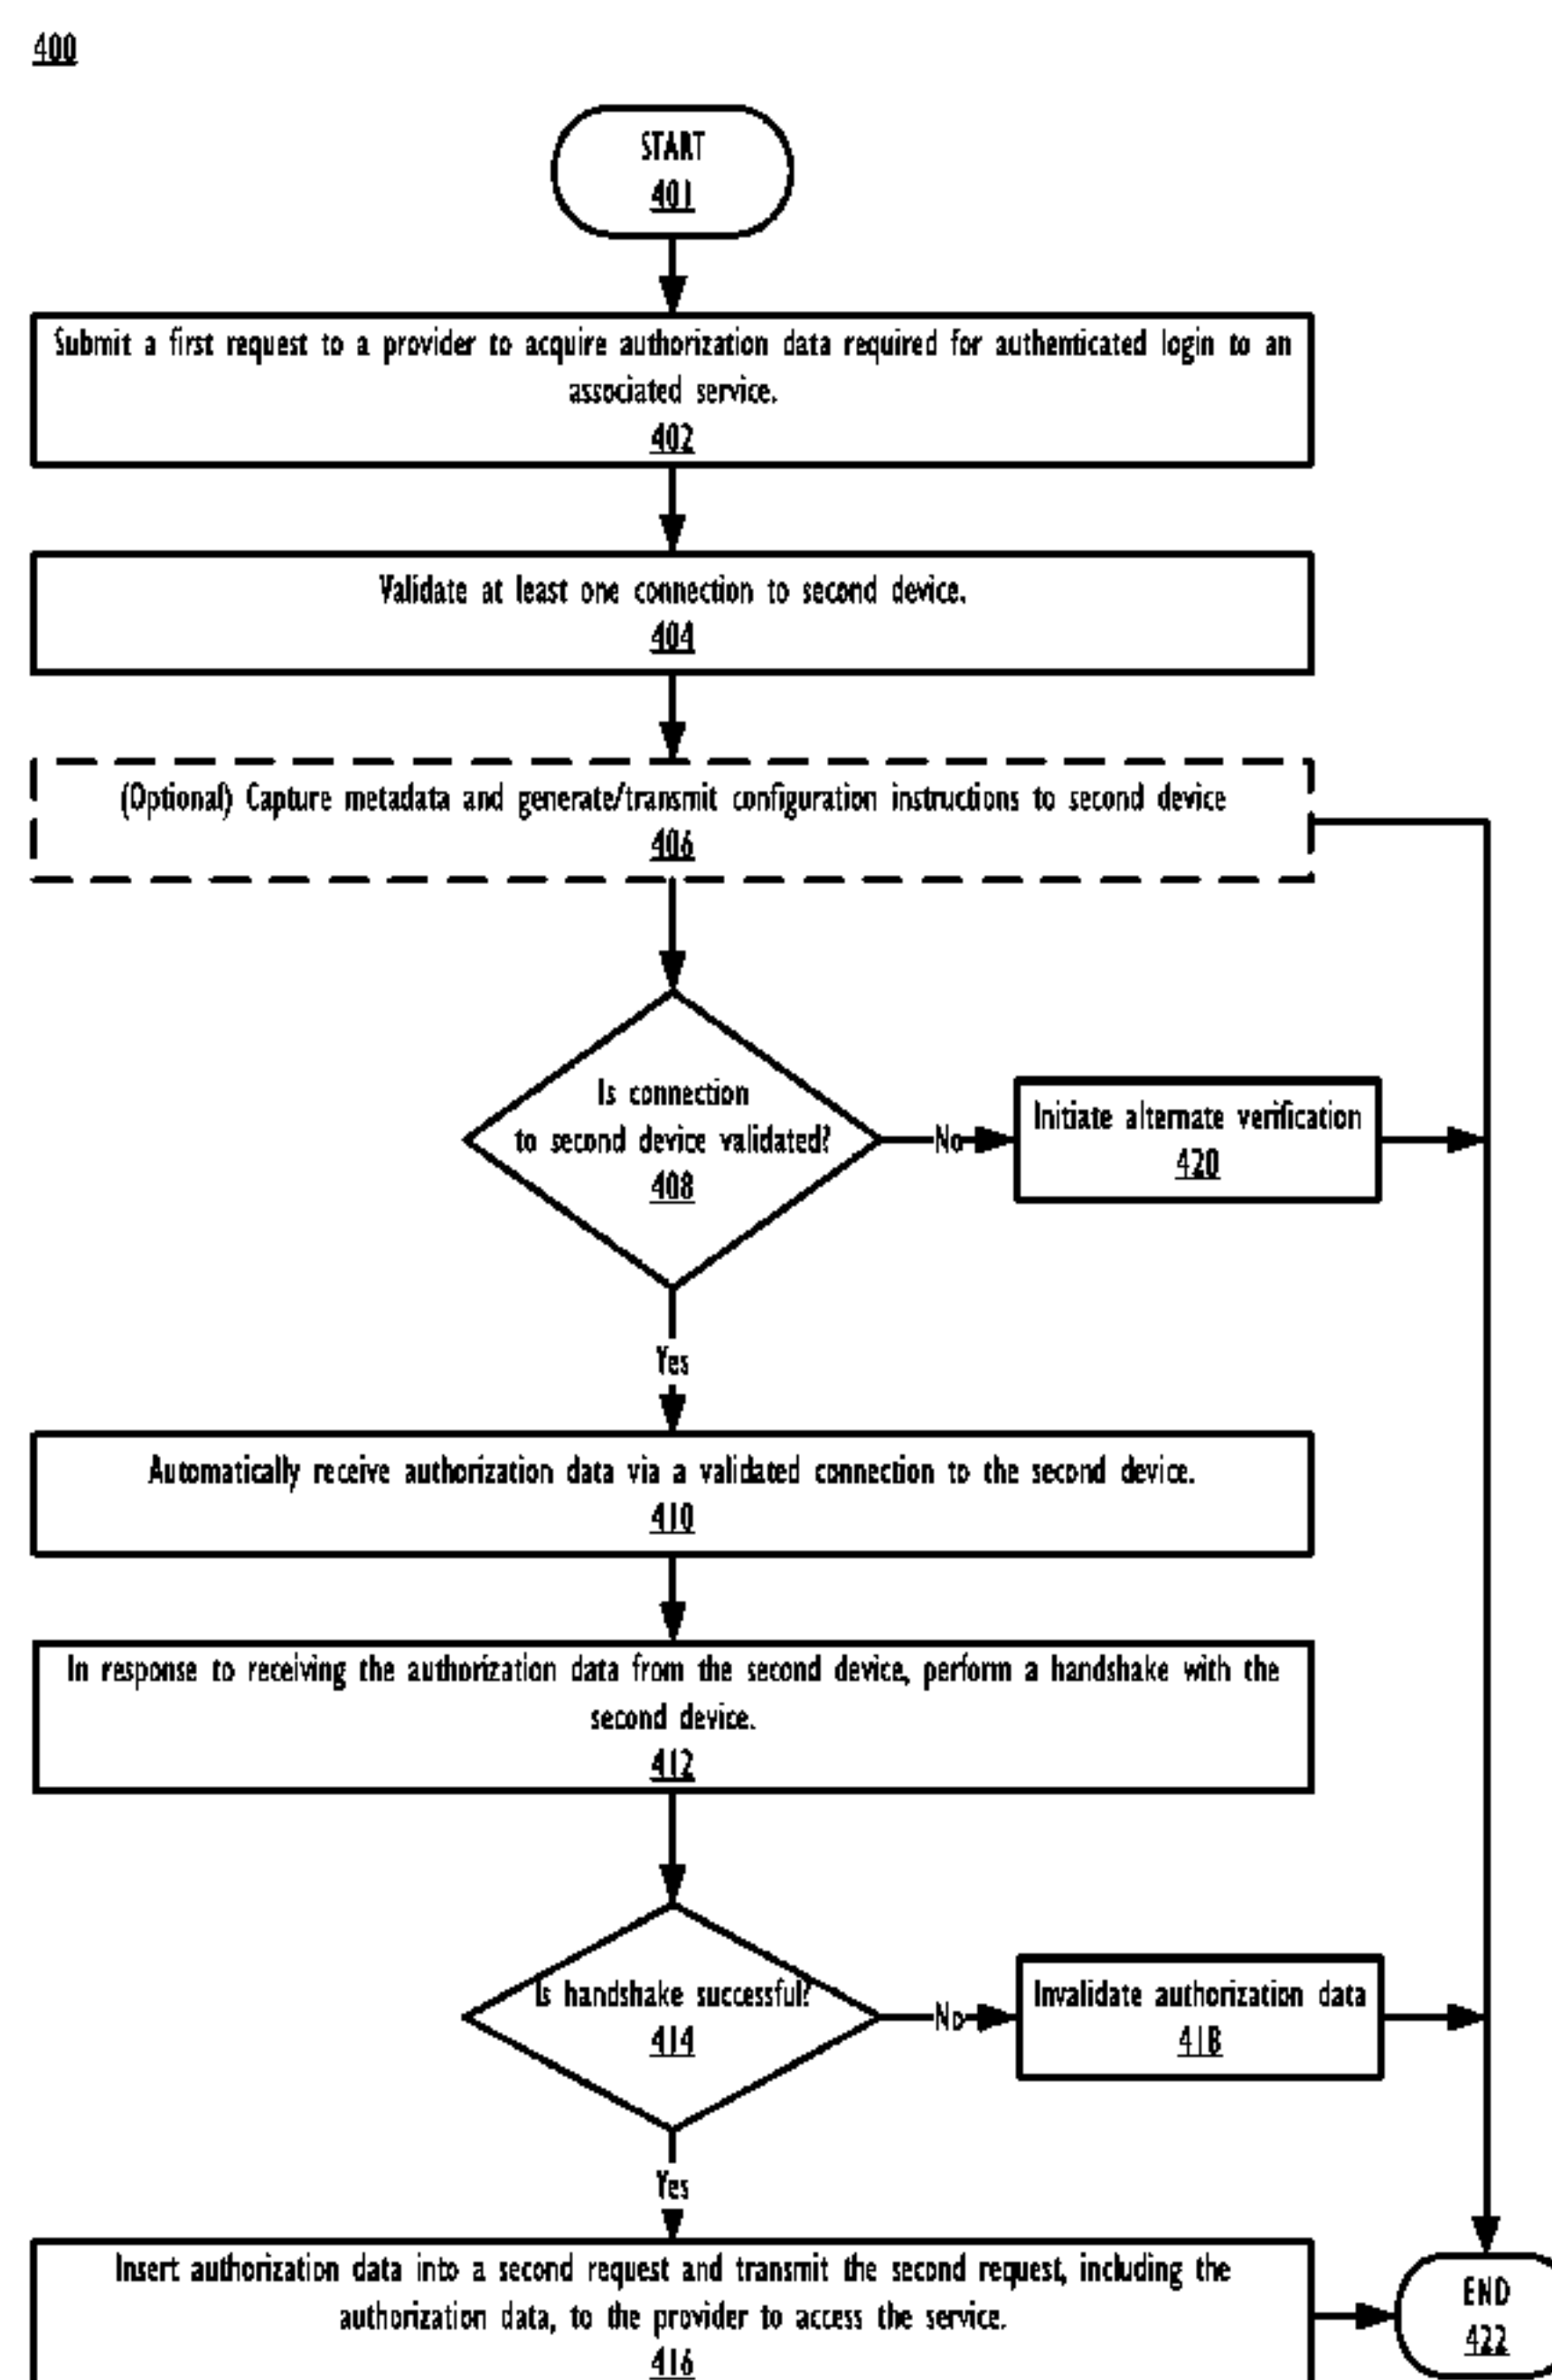 400
START
401
Submit a first request to a provider to acquire authorization data required for authenticated login to an
associated service.
402
Validate at least one connection to second device.
404
(Optional) Capture metadata and generate/transmit configuration instructions to second device
406
Is connection
to second device validated?
408
No
Initiate alternate verification
420
Yes
Automatically receive authorization data via a validated connection to the second device.
410
In response to receiving the authorization data from the second device, perform a handshake with the
second device.
412
Is handshake successful?
414
No
Invalidate authorization data
418
Yes
Insert authorization data into a second request and transmit the second request, including the
authorization data, to the provider to access the service.
416
END
422